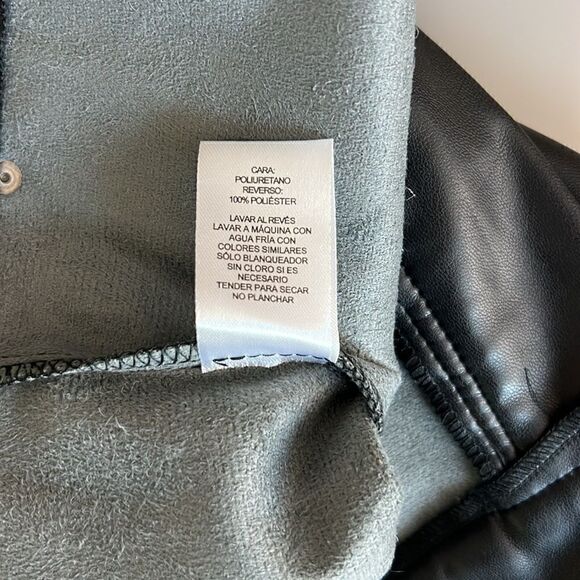 CARA:
POLIURETANO
REVERSO:
100% POLIÉSTER
LAVAR AL REVÉS
LAVAR A MÁQUINA CON
AGUA FRÍA CON
COLORES SIMILARES
SÓLO BLANQUEADOR
SIN CLORO SI ES
NECESARIO
TENDER PARA SECAR
NO PLANCHAR